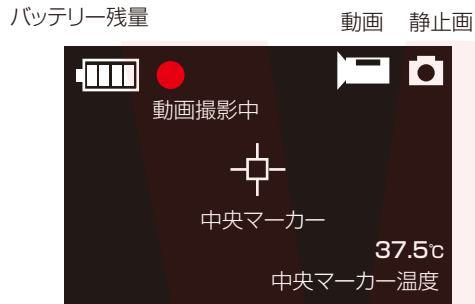 バッテリー残量
動画 静止画
動画撮影中
中央マーカー
37.5℃
中央マーカー温度